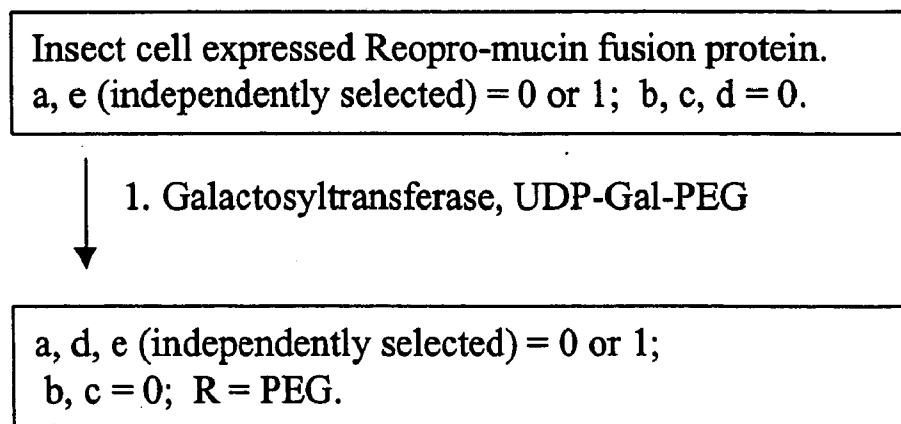 Insect cell expressed Reopro-mucin fusion protein.
a, e (independently selected) = 0 or 1; b, c, d = 0.
1. Galactosyltransferase, UDP-Gal-PEG
a, d, e (independently selected) = 0 or 1;
b, c = 0; R = PEG.